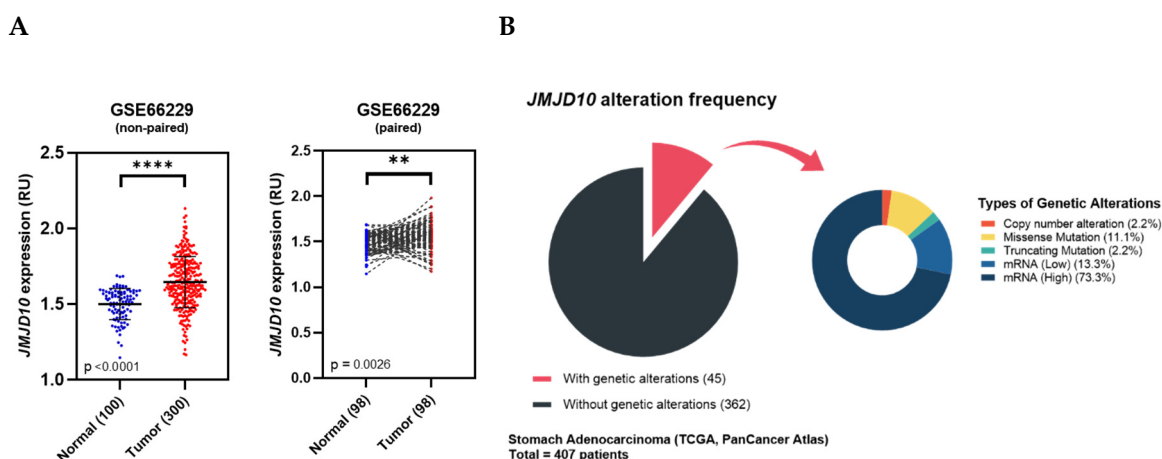 A
B
GSE66229
(non-paired)
JMJD10 expression (RU)
2.5
2.0
1.5
1.0
****
p <0.0001
Normal (100)
Tumor (300)
GSE66229
(paired)
JMJD10 expression (RU)
2.5
2.0
1.5
1.0
0.5
0.0
**
p = 0.0026
Normal (98)
Tumor (98)
JMJD10 alteration frequency
With genetic alterations (45)
Without genetic alterations (362)
Stomach Adenocarcinoma (TCGA, PanCancer Atlas)
Total = 407 patients
Types of Genetic Alterations
Copy number alteration (2.2%)
Missense Mutation (11.1%)
Truncating Mutation (2.2%)
mRNA (Low) (13.3%)
mRNA (High) (73.3%)